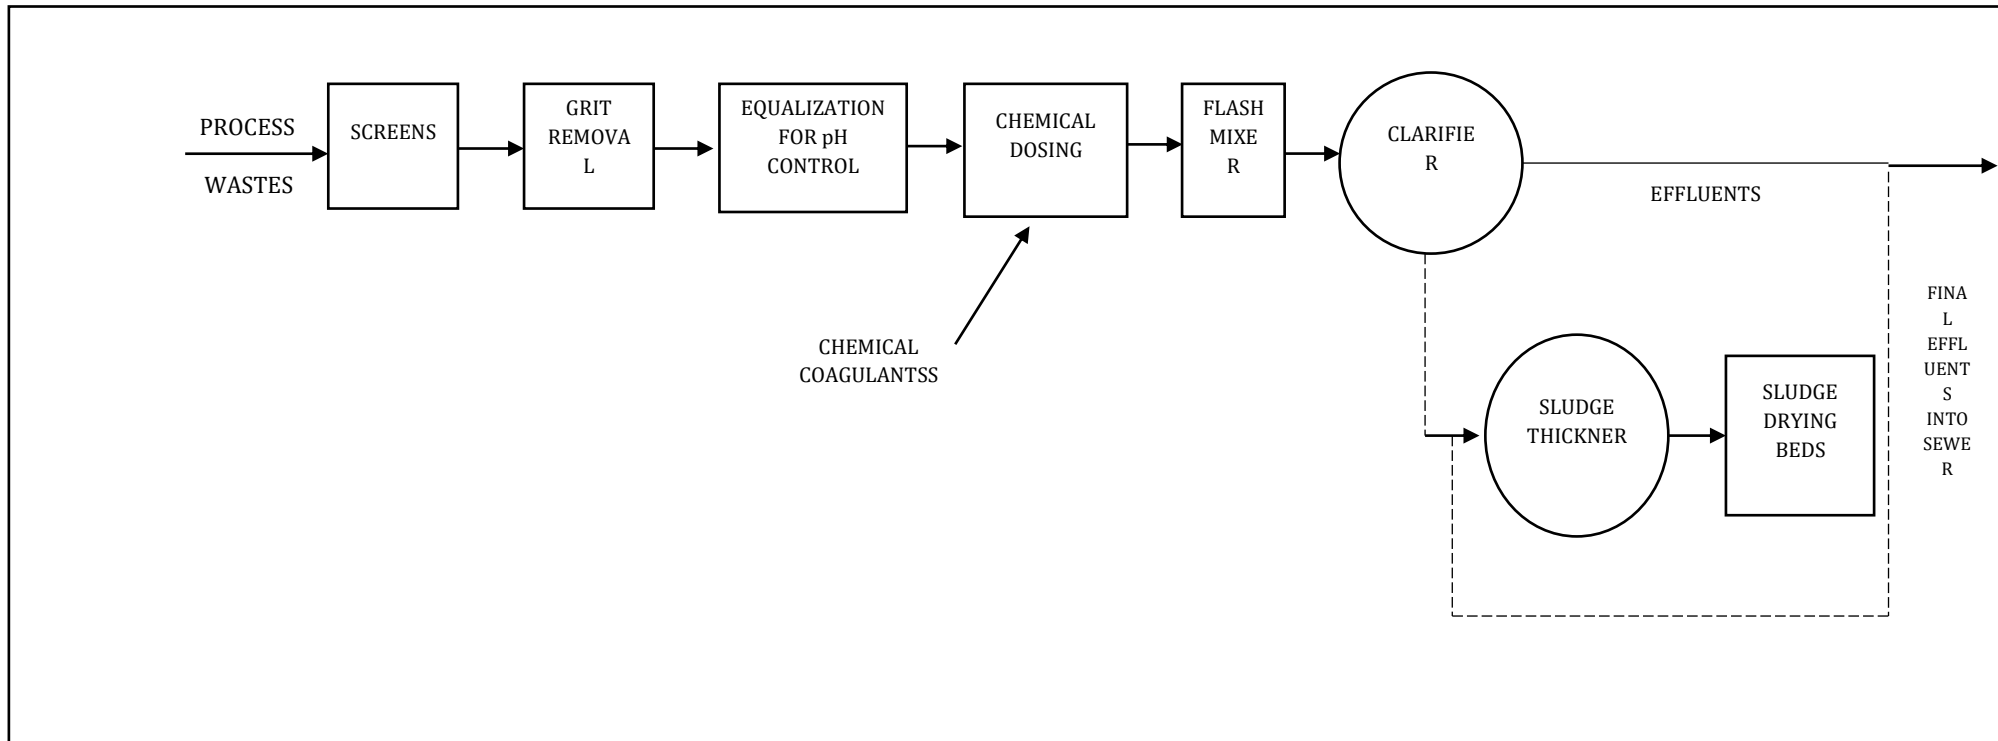 PROCESS
WASTES
SCREENS
GRIT
REMOVA
L
EQUALIZATION
FOR pH
CONTROL
CHEMICAL
DOSING
FLASH
MIXE
R
CLARIFIE
R
EFFLUENTS
CHEMICAL
COAGULANTSS
SLUDGE
THICKNER
SLUDGE
DRYING
BEDS
FINA
L
EFFL
UENT
S
INTO
SEWE
R